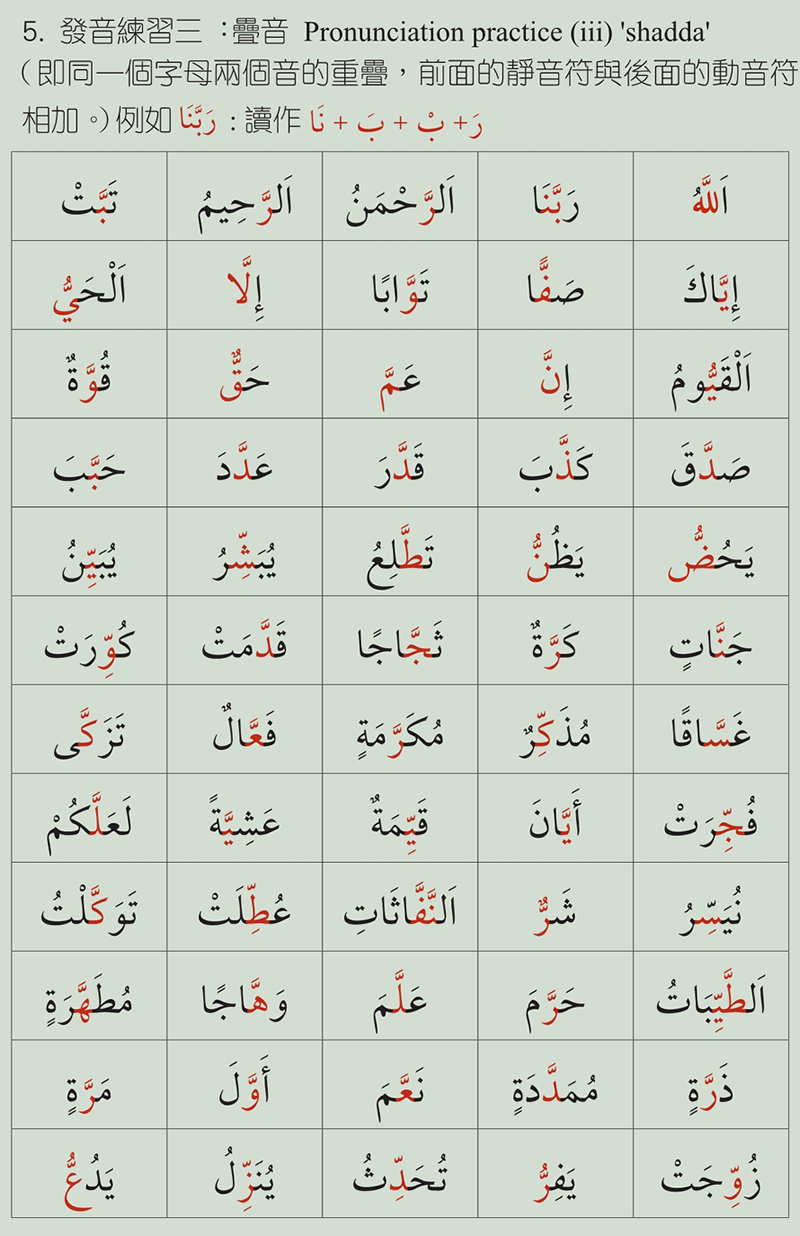 5. 發音練習三 :疊音 Pronunciation practice (iii) 'shadda'
(即同一個字母兩個音的重疊，前面的靜音符與後面的動音符
相加。)例如 رَبَّنَا : 讀作 رَ+ بْ + بَ + نَا
اَللَّهُ رَبَّنَا اَلرَّحْمَنُ اَلرَّحِيمُ تَبَّتْ
إِيَّاكَ صَفًّا تَوَّابًا إِلَّا اَلْحَيُّ
اَلْقَيُّومُ إِنَّ عَمَّ حَقٌّ قُوَّةٌ
صَدَّقَ كَذَّبَ قَدَّرَ عَدَّدَ حَبَّبَ
يَحُضُّ يَظُنُّ تَطَّلِعُ يُبَشِّرُ يُبَيِّنُ
جَنَّاتٍ كَرَّةٌ ثَجَّاجًا قَدَّمَتْ كُوِّرَتْ
غَسَّاقًا مُذَكِّرٌ مُكَرَّمَةٍ فَعَّالٌ تَزَكَّى
فُجِّرَتْ أَيَّانَ قَيِّمَةٌ عَشِيَّةً لَعَلَّكُمْ
نُيَسِّرُ شَرٌّ اَلنَّفَّاثَاتِ عُطِّلَتْ تَوَكَّلْتُ
اَلطَّيِّبَاتُ حَرَّمَ عَلَّمَ وَهَّاجًا مُطَهَّرَةٍ
ذَرَّةٍ مُمَدَّدَةٍ نَعَّمَ أَوَّلَ مَرَّةٍ
زُوِّجَتْ يَفِرُّ تُحَدِّثُ يُنَزِّلُ يَدُعُّ